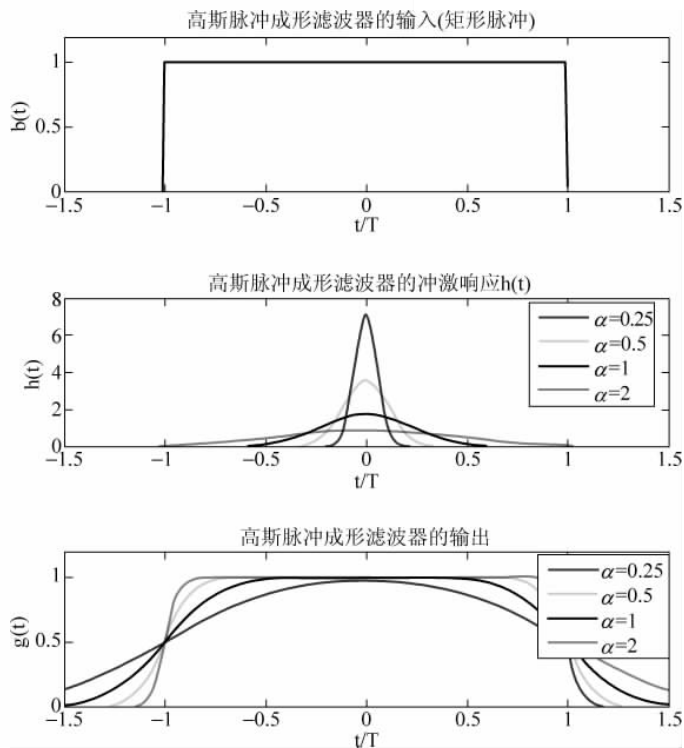 高斯脉冲成形滤波器的输入(矩形脉冲)
b(t)
1
0.5
0
−1.5 −1 −0.5 0 0.5 1 1.5
t/T
高斯脉冲成形滤波器的冲激响应h(t)
h(t)
8
6
4
2
0
α=0.25
α=0.5
α=1
α=2
−1.5 −1 −0.5 0 0.5 1 1.5
t/T
高斯脉冲成形滤波器的输出
g(t)
1
0.5
0
α=0.25
α=0.5
α=1
α=2
−1.5 −1 −0.5 0 0.5 1 1.5
t/T